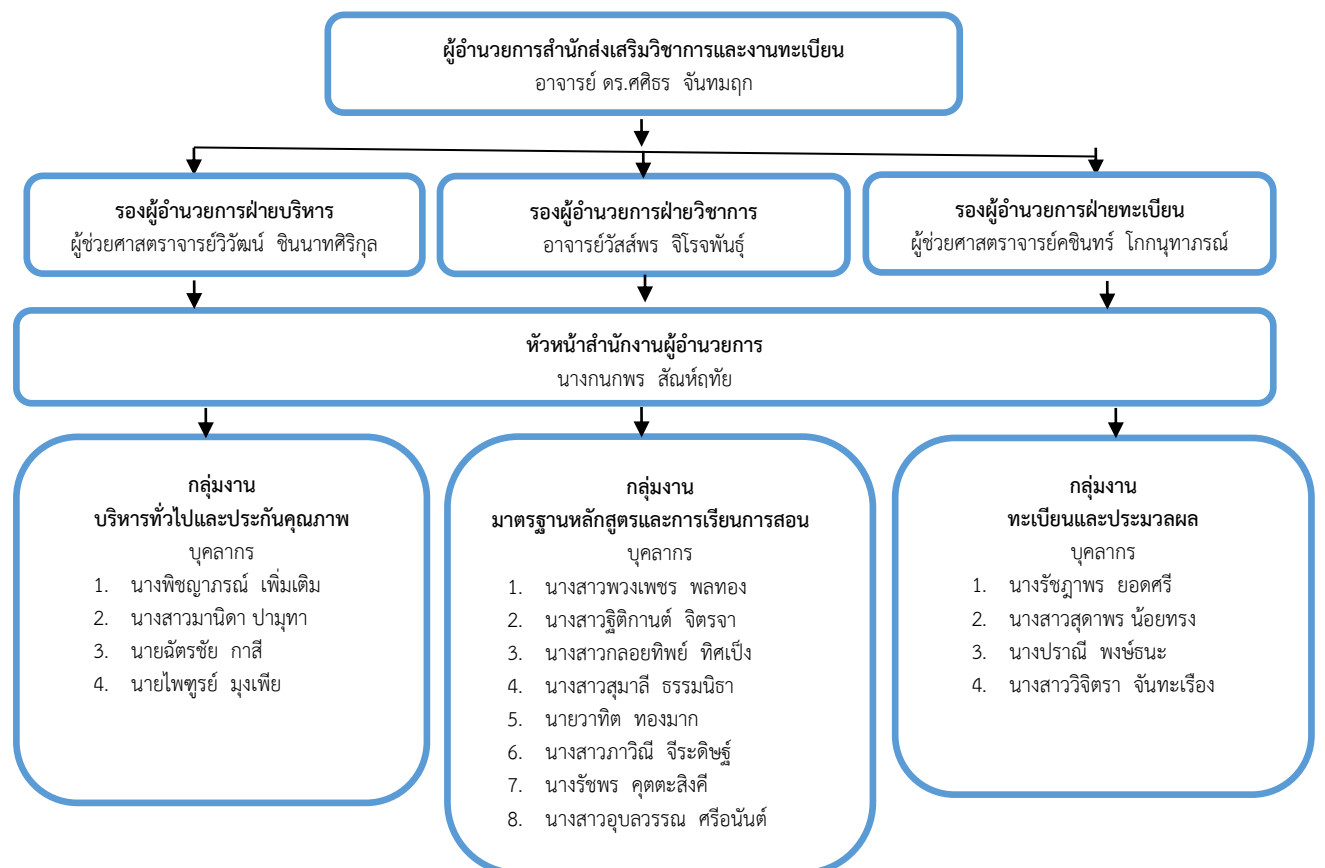 ผู้อำนวยการสำนักส่งเสริมวิชาการและงานทะเบียน
อาจารย์ ดร.ศศิธร จันทมฤก
รองผู้อำนวยการฝ่ายบริหาร
ผู้ช่วยศาสตราจารย์วิวัฒน์ ชินนาทศิริกุล
รองผู้อำนวยการฝ่ายวิชาการ
อาจารย์วัสส์พร จิโรจพันธุ์
รองผู้อำนวยการฝ่ายทะเบียน
ผู้ช่วยศาสตราจารย์คชินทร์ โกกนุทาภรณ์
หัวหน้าสำนักงานผู้อำนวยการ
นางกนกพร สัณห์ฤทัย
กลุ่มงาน
บริหารทั่วไปและประกันคุณภาพ
บุคลากร
1. นางพิชญาภรณ์ เพิ่มเติม
2. นางสาวมานิดา ปามุทา
3. นายฉัตรชัย กาสี
4. นายไพฑูรย์ มุงเพีย
กลุ่มงาน
มาตรฐานหลักสูตรและการเรียนการสอน
บุคลากร
1. นางสาวพวงเพชร พลทอง
2. นางสาวฐิติกานต์ จิตรจา
3. นางสาวกลอยทิพย์ ทิศเป็ง
4. นางสาวสุมาลี ธรรมนิธา
5. นายวาทิต ทองมาก
6. นางสาวภาวิณี จีระดิษฐ์
7. นางรัชพร คุตตะสิงคี
8. นางสาวอุบลวรรณ ศรีอนันต์
กลุ่มงาน
ทะเบียนและประมวลผล
บุคลากร
1. นางรัชฎาพร ยอดศรี
2. นางสาวสุดาพร น้อยทรง
3. นางปราณี พงษ์ธนะ
4. นางสาววิจิตรา จันทะเรือง